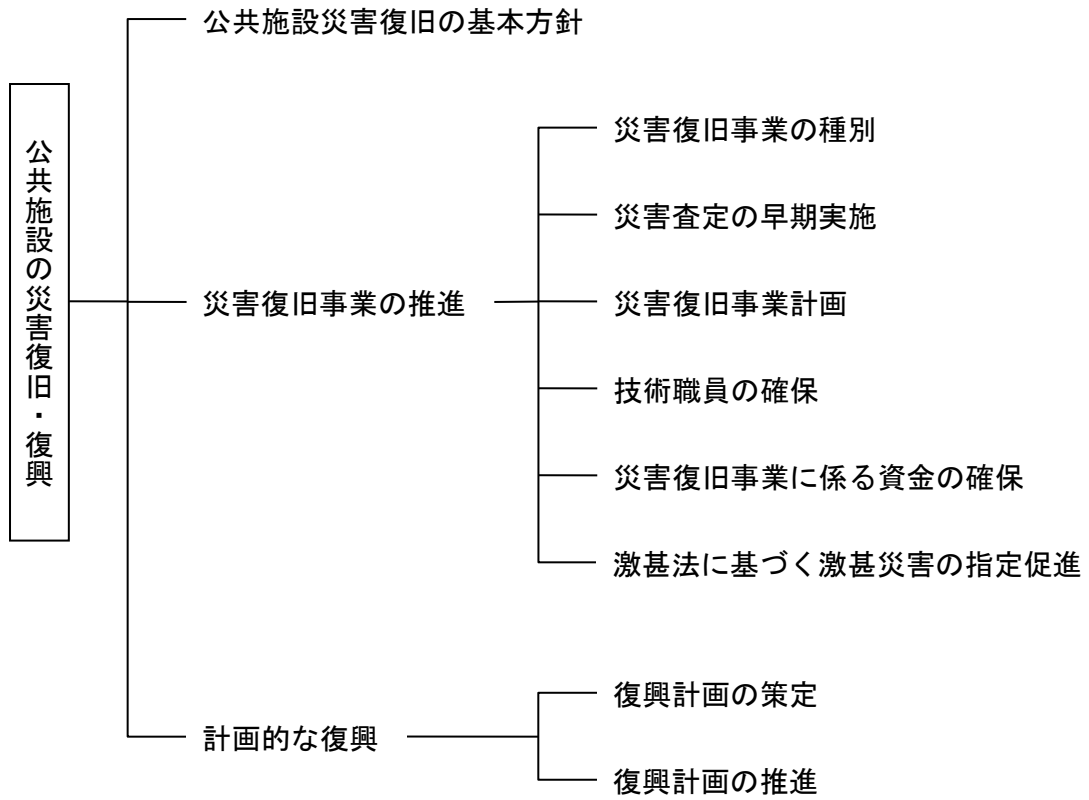 公共施設の災害復旧・復興
公共施設災害復旧の基本方針
災害復旧事業の推進
災害復旧事業の種別
災害査定の早期実施
災害復旧事業計画
技術職員の確保
災害復旧事業に係る資金の確保
激甚法に基づく激甚災害の指定促進
計画的な復興
復興計画の策定
復興計画の推進